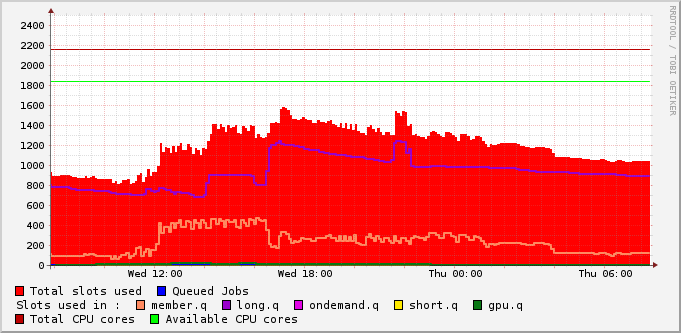 RRDTOOL / TOBI OETIKER
2400
2200
2000
1800
1600
1400
1200
1000
800
600
400
200
0
Wed 12:00 Wed 18:00 Thu 00:00 Thu 06:00
Total slots used Queued Jobs
Slots used in : member.q long.q ondemand.q short.q gpu.q
Total CPU cores Available CPU cores